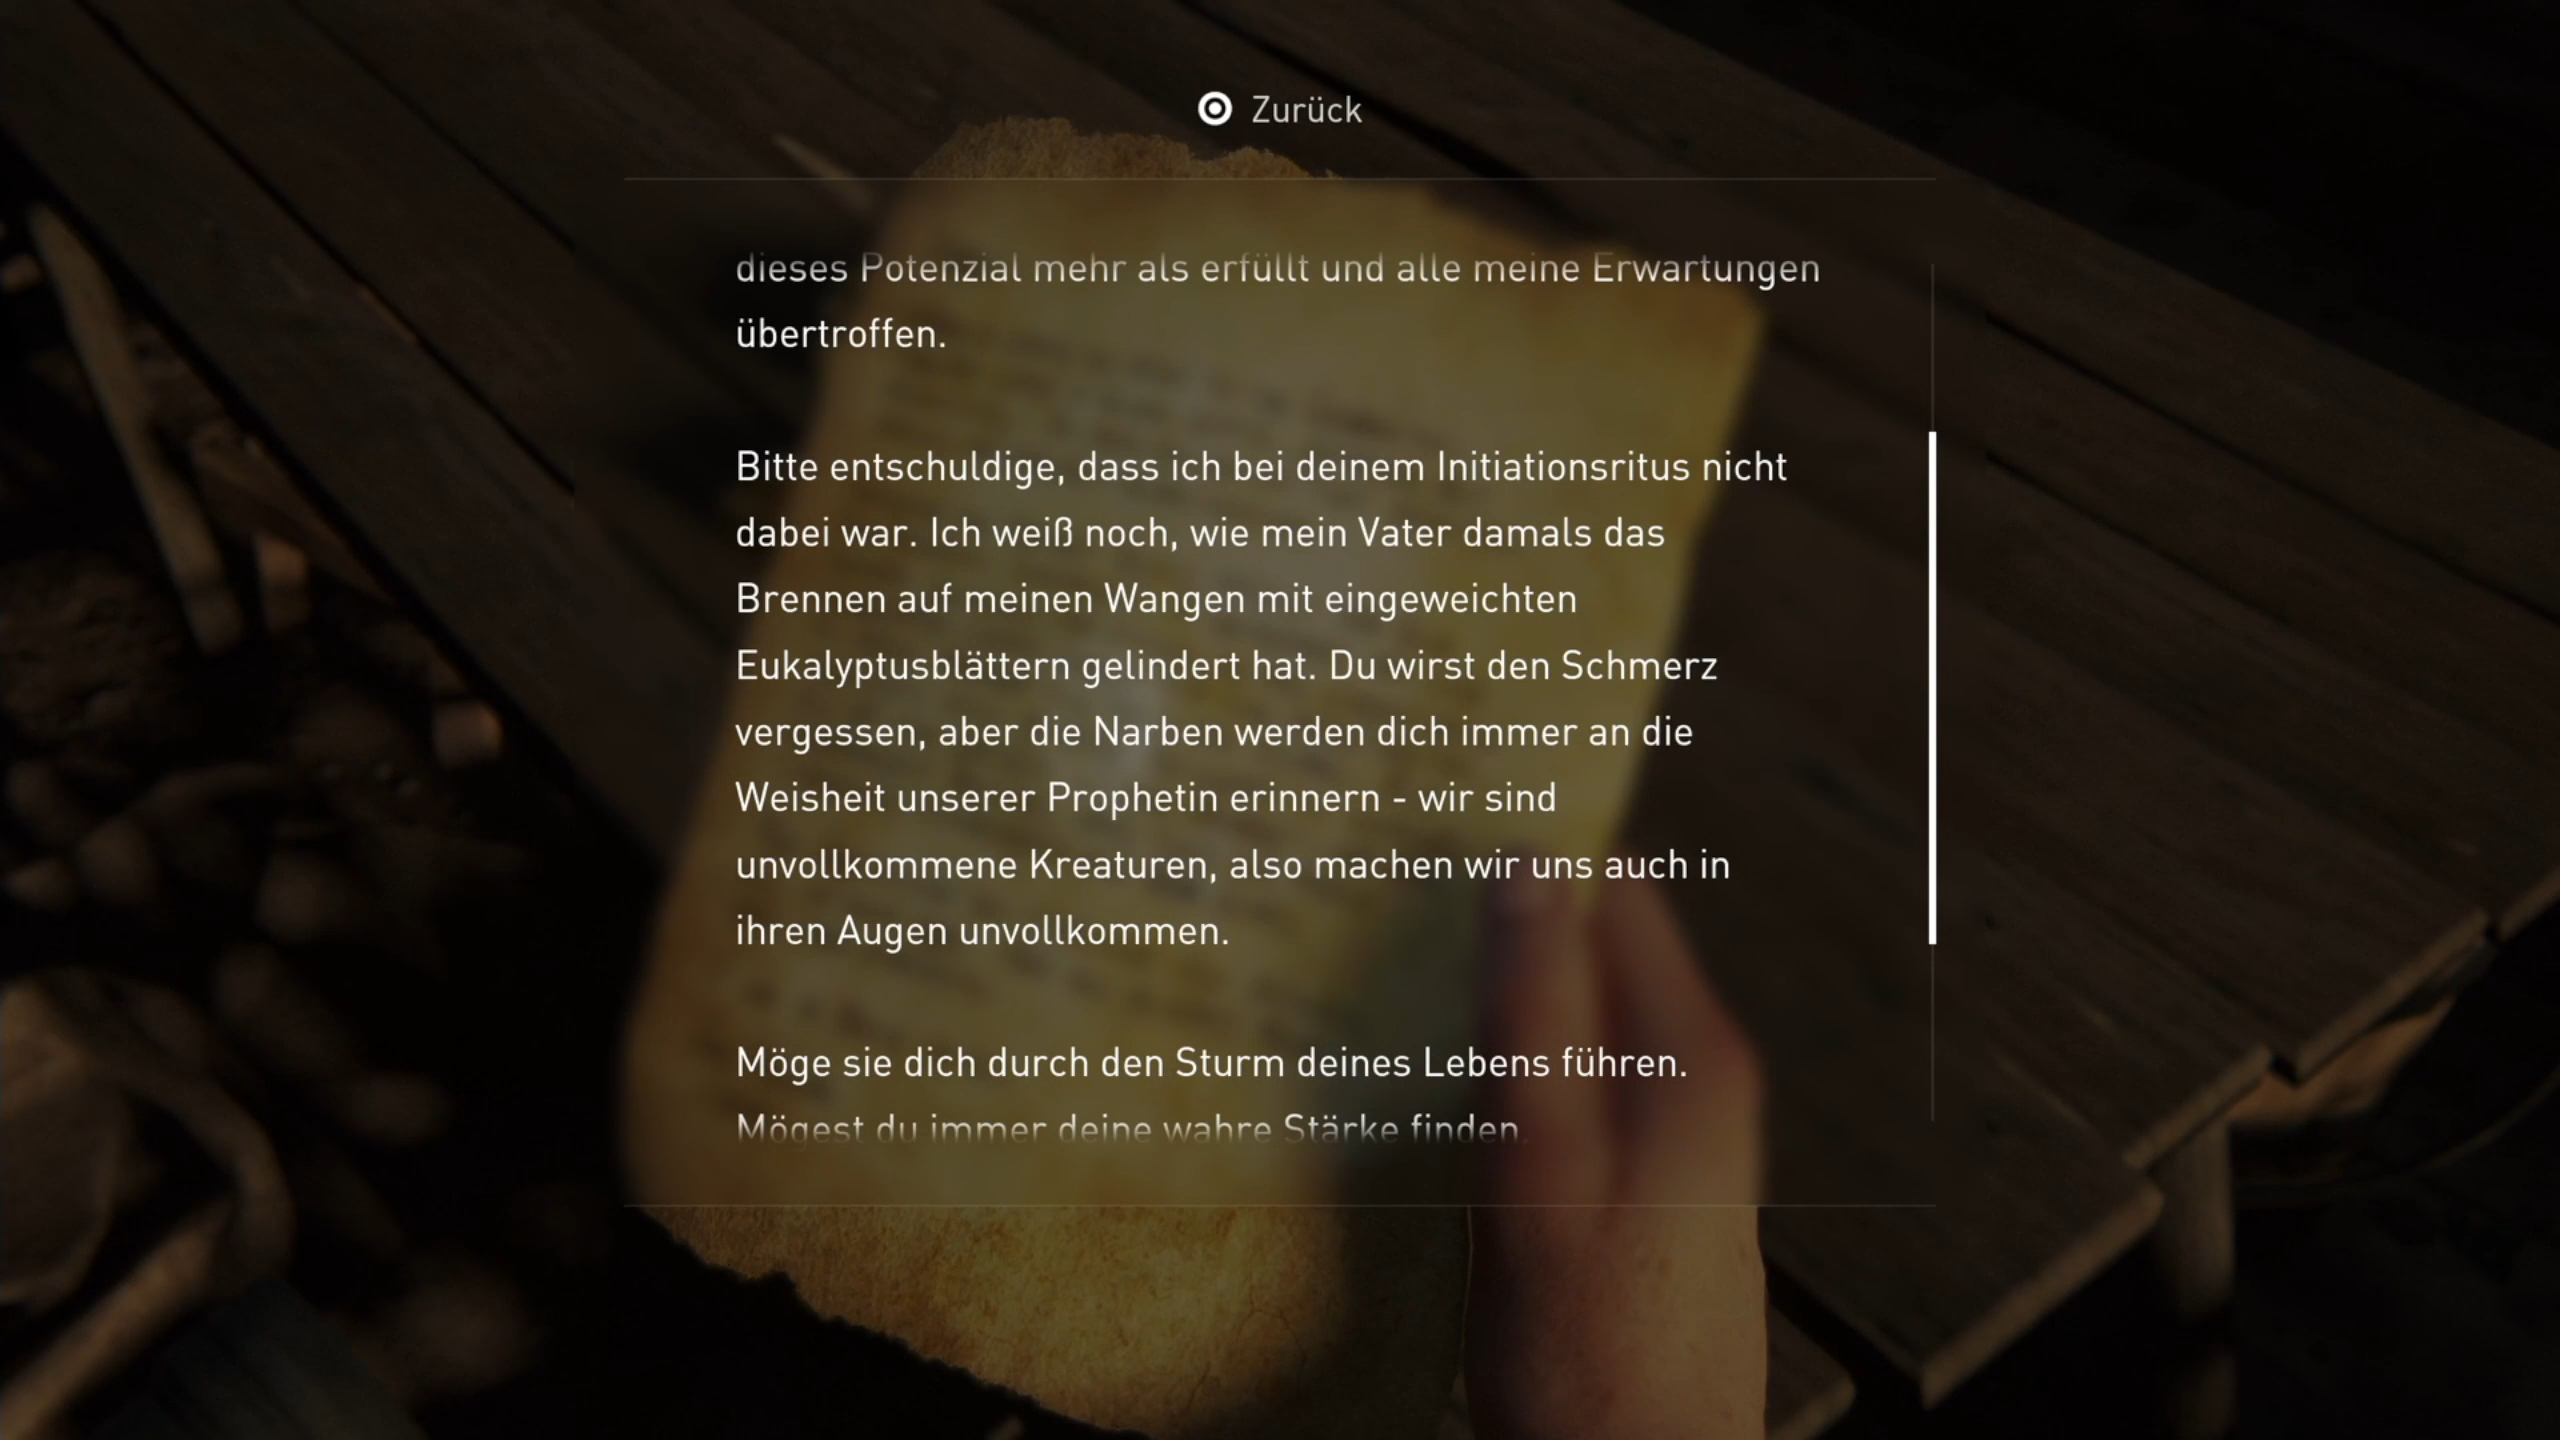 Zurück
dieses Potenzial mehr als erfüllt und alle meine Erwartungen
übertroffen.
Bitte entschuldige, dass ich bei deinem Initiationsritus nicht
dabei war. Ich weiß noch, wie mein Vater damals das
Brennen auf meinen Wangen mit eingeweichten
Eukalyptusblättern gelindert hat. Du wirst den Schmerz
vergessen, aber die Narben werden dich immer an die
Weisheit unserer Prophetin erinnern - wir sind
unvollkommene Kreaturen, also machen wir uns auch in
ihren Augen unvollkommen.
Möge sie dich durch den Sturm deines Lebens führen.
Mögest du immer deine wahre Stärke finden.